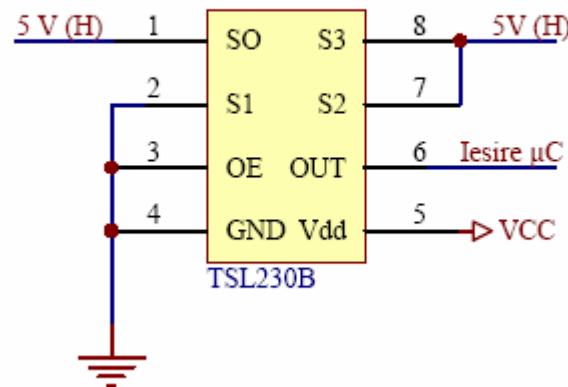 5 V (H) 1 SO S3 8 5V (H)
2 S1 S2 7
3 OE OUT 6 Iesire µC
4 GND Vdd 5 VCC
TSL230B